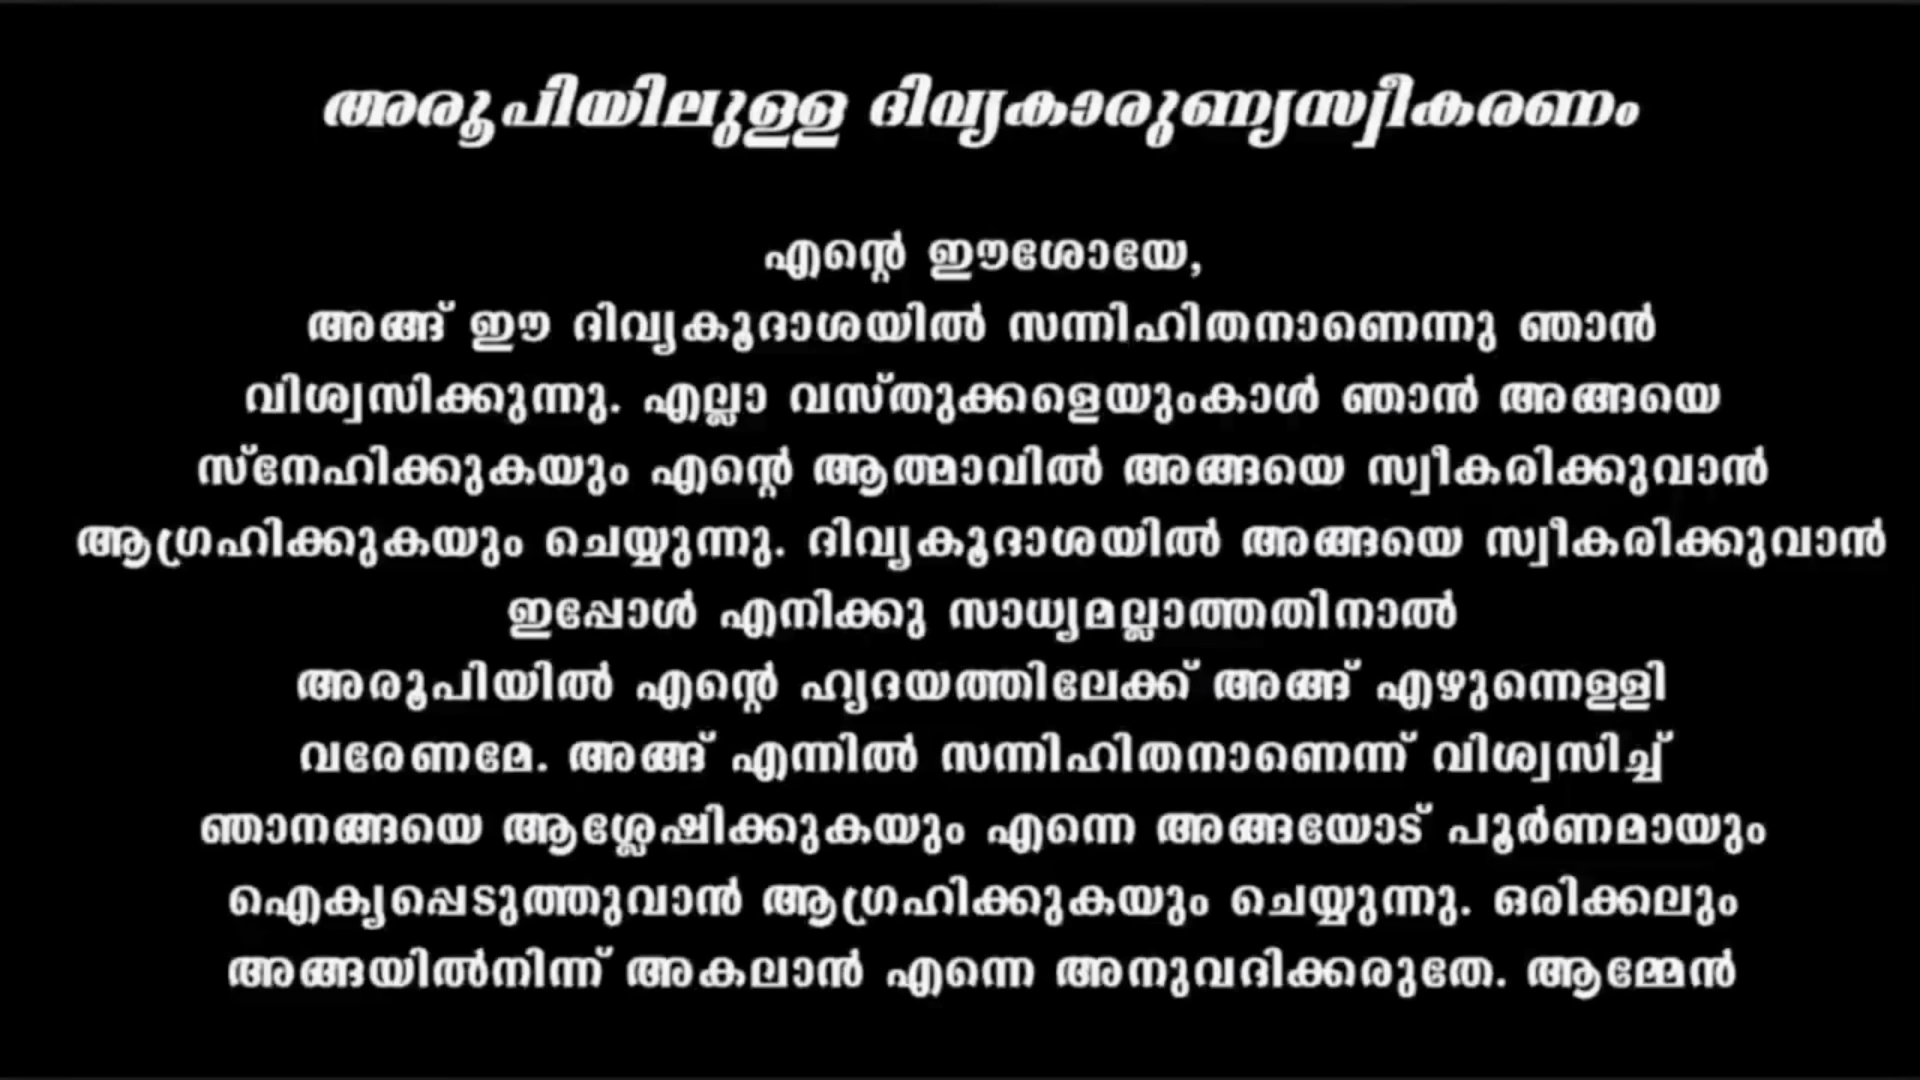 അരൂപിയിലുള്ള ദിവ്യകാരുണ്യസ്വീകരണം
എന്റെ ഈശോയേ,
അങ്ങ് ഈ ദിവ്യകൂദാശയിൽ സന്നിഹിതനാണെന്നു ഞാൻ
വിശ്വസിക്കുന്നു. എല്ലാ വസ്തുക്കളെയുംകാൾ ഞാൻ അങ്ങയെ
സ്നേഹിക്കുകയും എന്റെ ആത്മാവിൽ അങ്ങയെ സ്വീകരിക്കുവാൻ
ആഗ്രഹിക്കുകയും ചെയ്യുന്നു. ദിവ്യകൂദാശയിൽ അങ്ങയെ സ്വീകരിക്കുവാൻ
ഇപ്പോൾ എനിക്കു സാധ്യമല്ലാത്തതിനാൽ
അരൂപിയിൽ എന്റെ ഹൃദയത്തിലേക്ക് അങ്ങ് എഴുന്നെള്ളി
വരേണമേ. അങ്ങ് എന്നിൽ സന്നിഹിതനാണെന്ന് വിശ്വസിച്ച്
ഞാനങ്ങയെ ആശ്ലേഷിക്കുകയും എന്നെ അങ്ങയോട് പൂർണമായും
ഐക്യപ്പെടുത്തുവാൻ ആഗ്രഹിക്കുകയും ചെയ്യുന്നു. ഒരിക്കലും
അങ്ങയിൽനിന്ന് അകലാൻ എന്നെ അനുവദിക്കരുതേ. ആമ്മേൻ